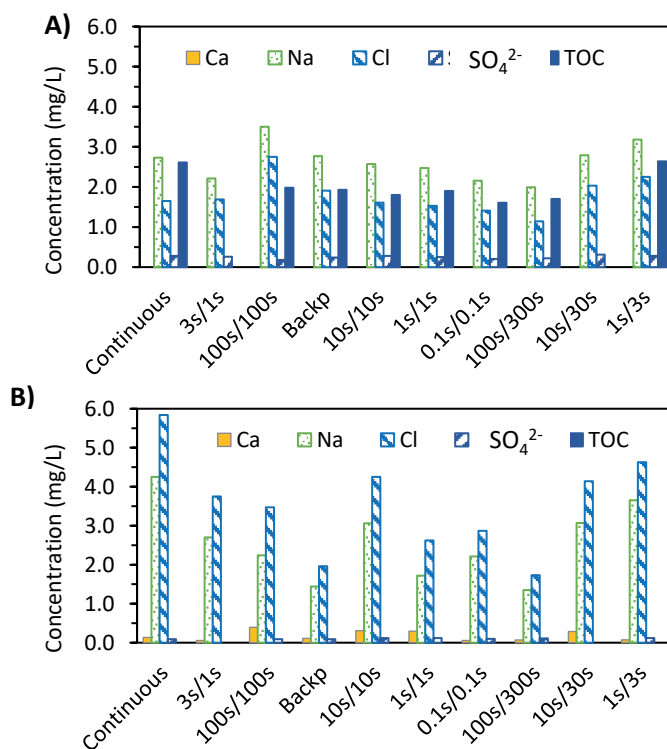 A)
6.0
5.0
4.0
3.0
2.0
1.0
0.0
Concentration (mg/L)
Ca Na Cl SO₄²⁻ TOC
Continuous
3s/1s
100s/100s
Backp
10s/10s
1s/1s
0.1s/0.1s
100s/300s
10s/30s
1s/3s
B)
6.0
5.0
4.0
3.0
2.0
1.0
0.0
Concentration (mg/L)
Ca Na Cl SO₄²⁻ TOC
Continuous
3s/1s
100s/100s
Backp
10s/10s
1s/1s
0.1s/0.1s
100s/300s
10s/30s
1s/3s